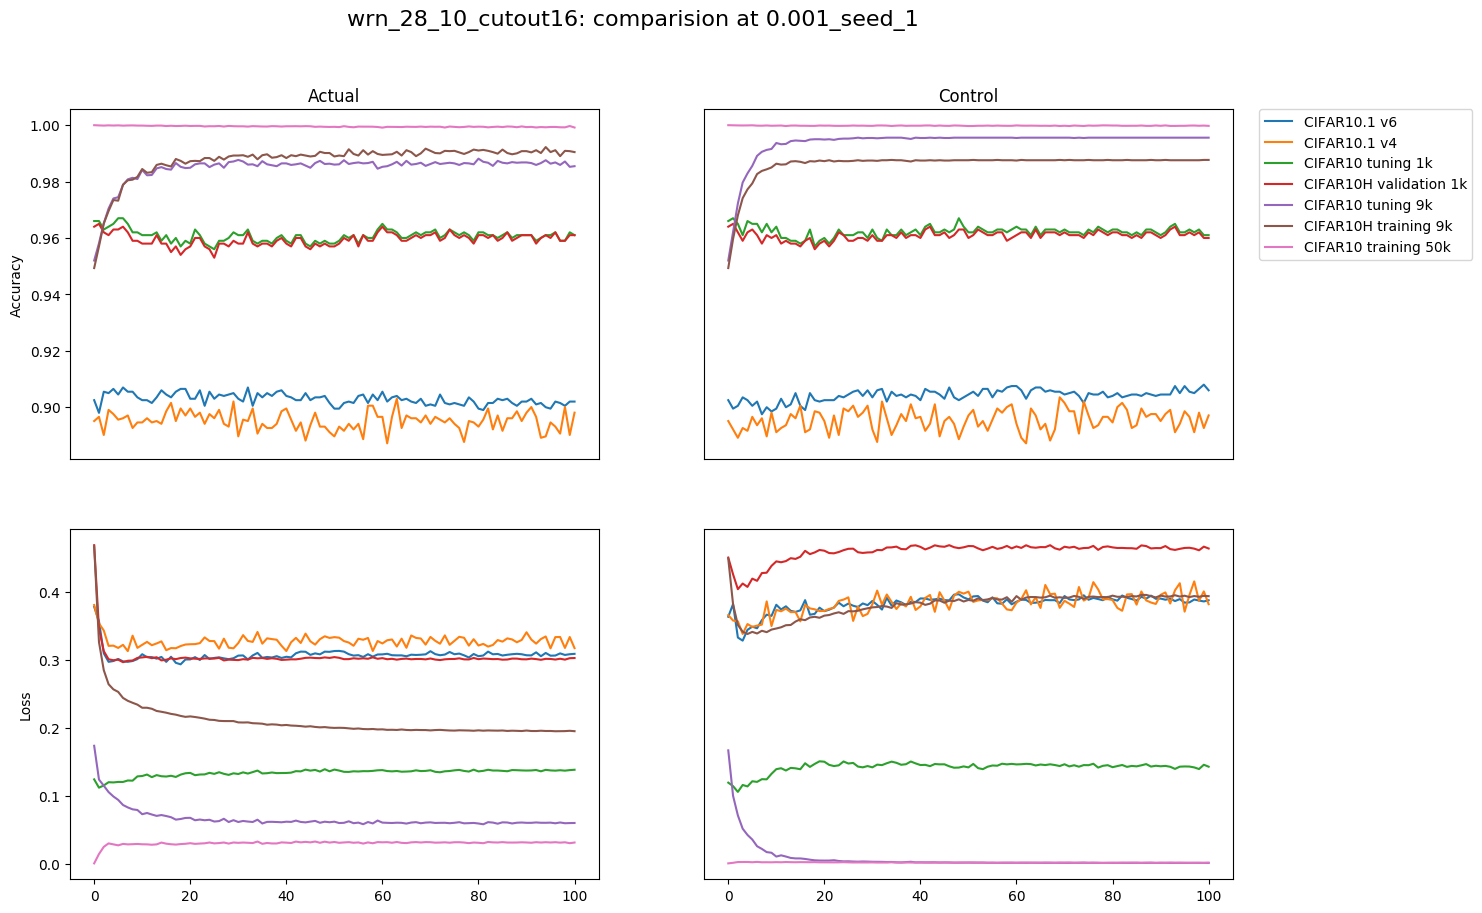 wrn_28_10_cutout16: comparision at 0.001_seed_1
Actual
Control
CIFAR10.1 v6
CIFAR10.1 v4
CIFAR10 tuning 1k
CIFAR10H validation 1k
CIFAR10 tuning 9k
CIFAR10H training 9k
CIFAR10 training 50k
Accuracy
1.00
0.98
0.96
0.94
0.92
0.90
Loss
0.4
0.3
0.2
0.1
0.0
0 20 40 60 80 100
0 20 40 60 80 100